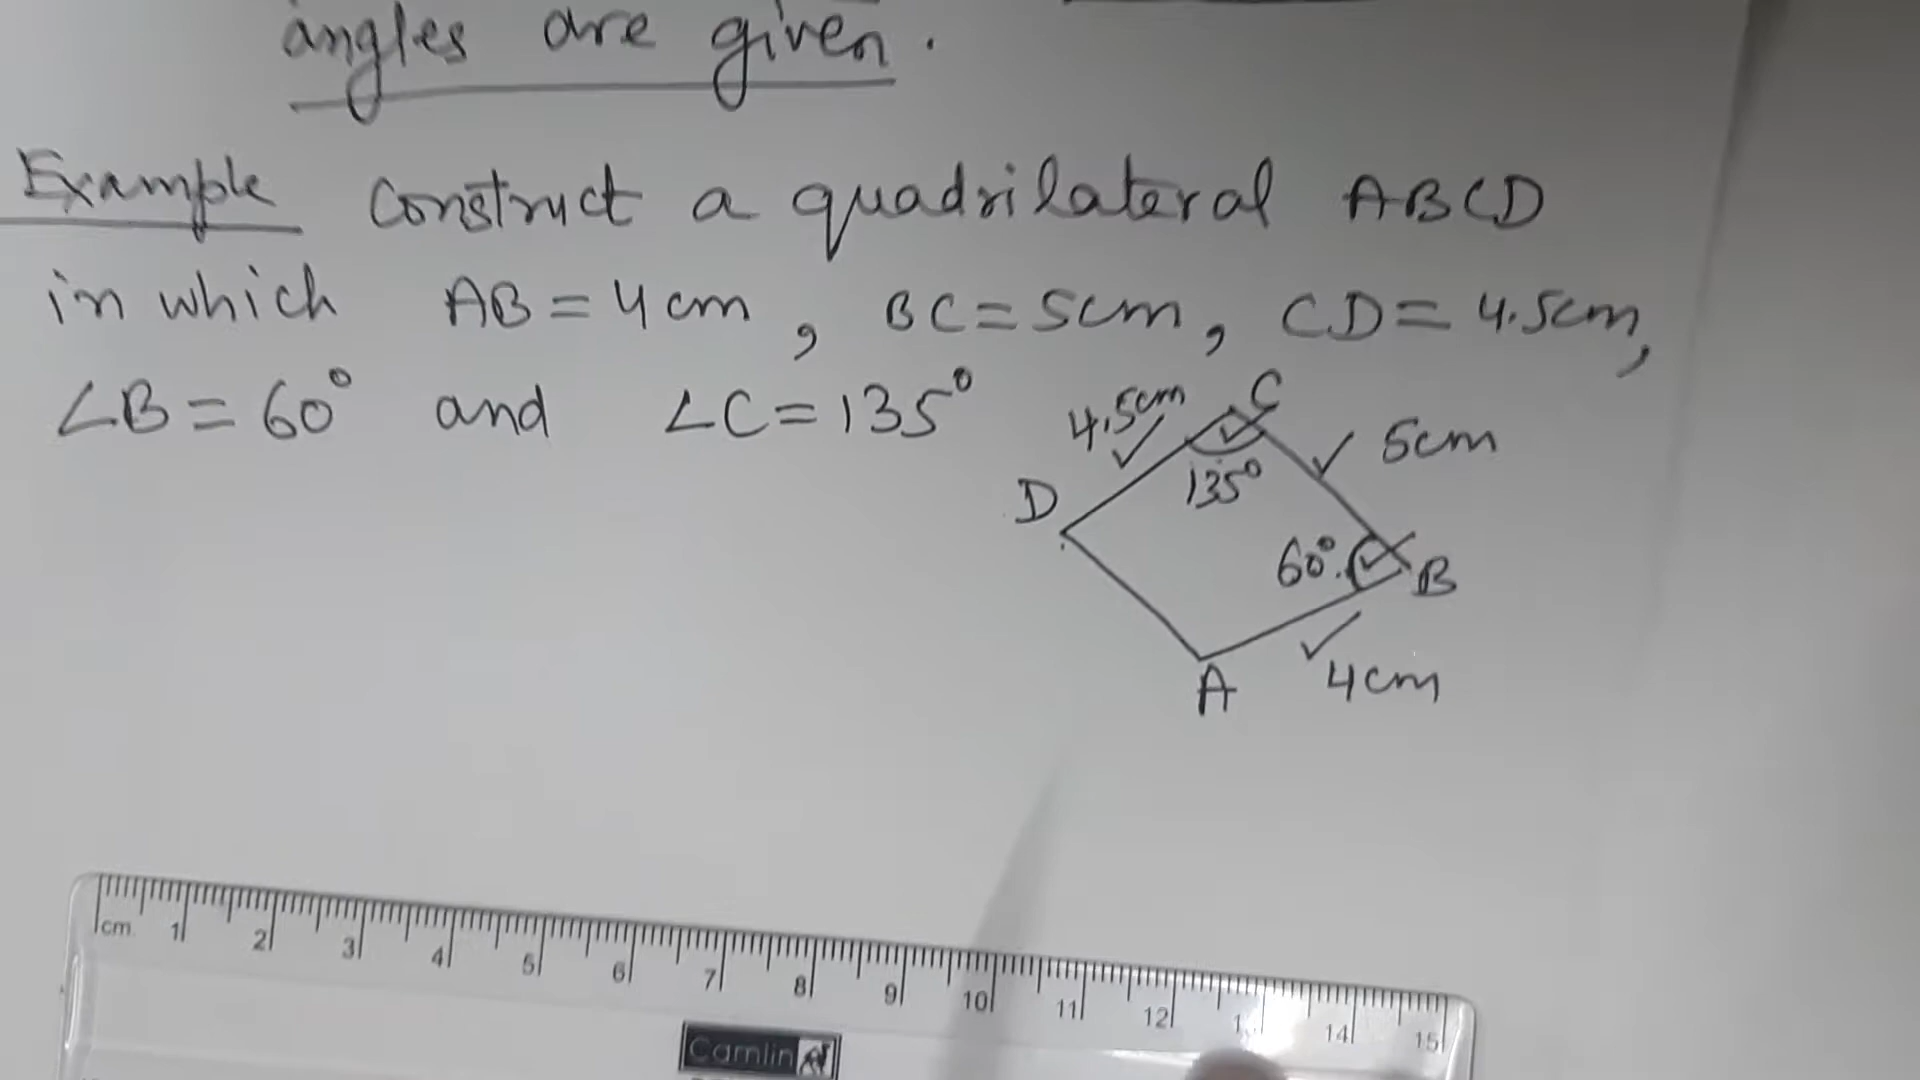 angles are given.
Example Construct a quadrilateral ABCD
in which AB = 4 cm, BC = 5cm, CD = 4.5cm,
∠B = 60° and ∠C = 135°
C
4.5cm
5cm
135°
D
60°
B
A
4cm
cm 1 2 3 4 5 6 7 8 9 10 11 12 1 14 15
Camlin